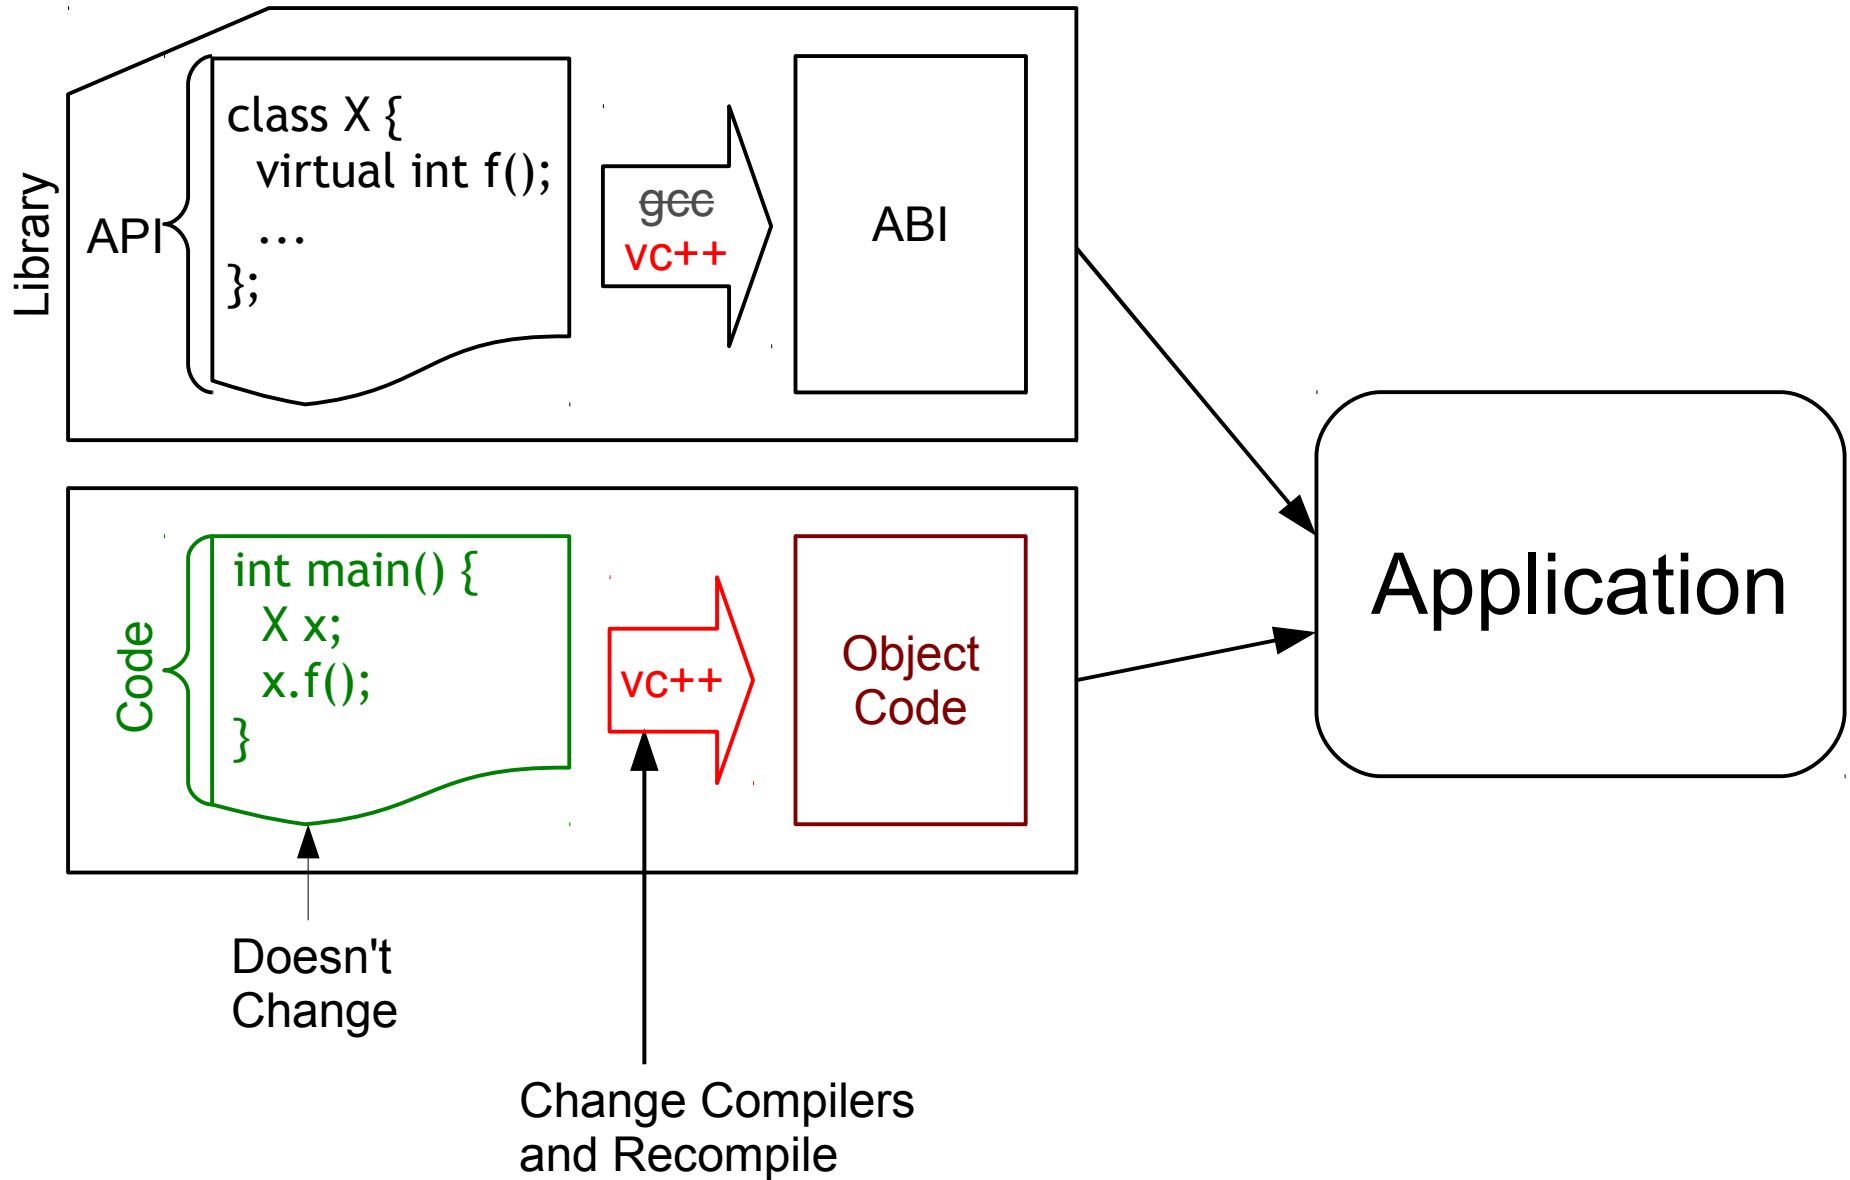 Library
API
class X {
virtual int f();
...
};
gcc
vc++
ABI
Code
int main() {
X x;
x.f();
}
vc++
Object
Code
Application
Doesn't
Change
Change Compilers
and Recompile